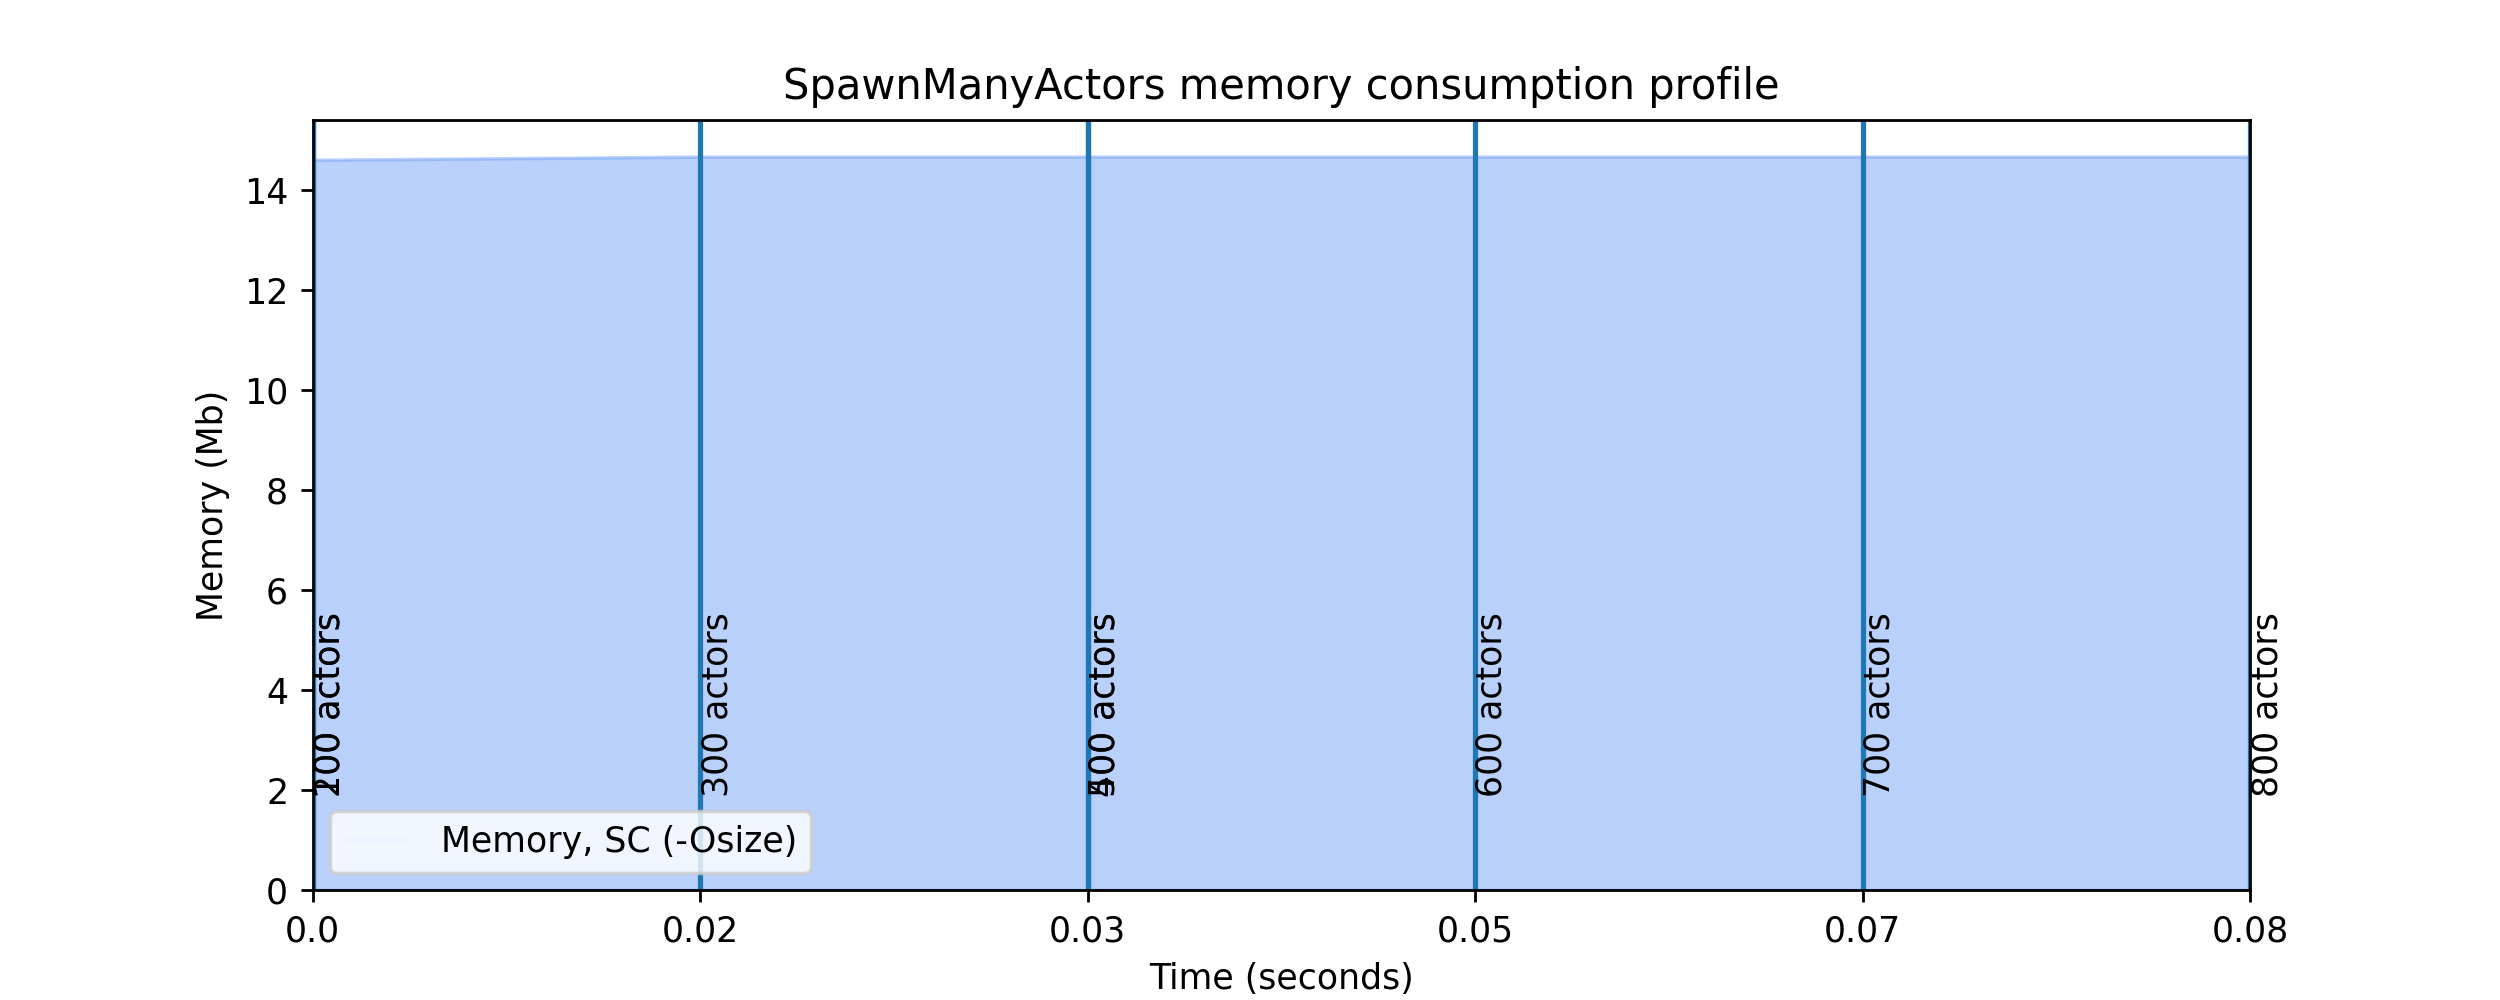 SpawnManyActors memory consumption profile
Memory (Mb)
14
12
10
8
6
4
2
0
200 actors
300 actors
00 actors
600 actors
700 actors
800 actors
Memory, SC (-Osize)
0.0
0.02
0.03
0.05
0.07
0.08
Time (seconds)